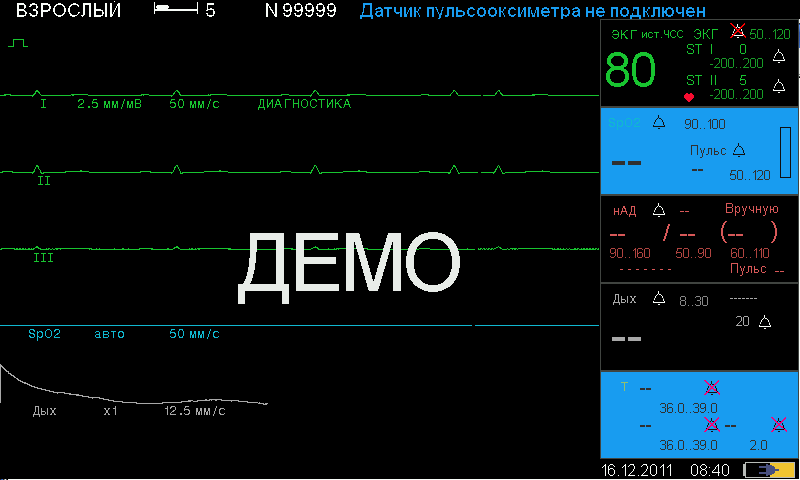 ВЗРОСЛЫЙ 5 N 99999 Датчик пульсооксиметра не подключен
ЭКГ ист.ЧСС ЭКГ 50..120
80
ST I 0
-200..200
ST II 5
-200..200
I 2.5 мм/мВ 50 мм/с ДИАГНОСТИКА
II
III
ДЕМО
SpO2 авто 50 мм/с
Дых x1 12.5 мм/с
SpO2 90..100
-- Пульс
--
50..120
нАД -- Вручную
-- / -- (--)
90..160 50..90 60..110
------- Пульс --
Дых 8..30 ------
20
--
T --
36.0..39.0
-- --
36.0..39.0 2.0
16.12.2011 08:40